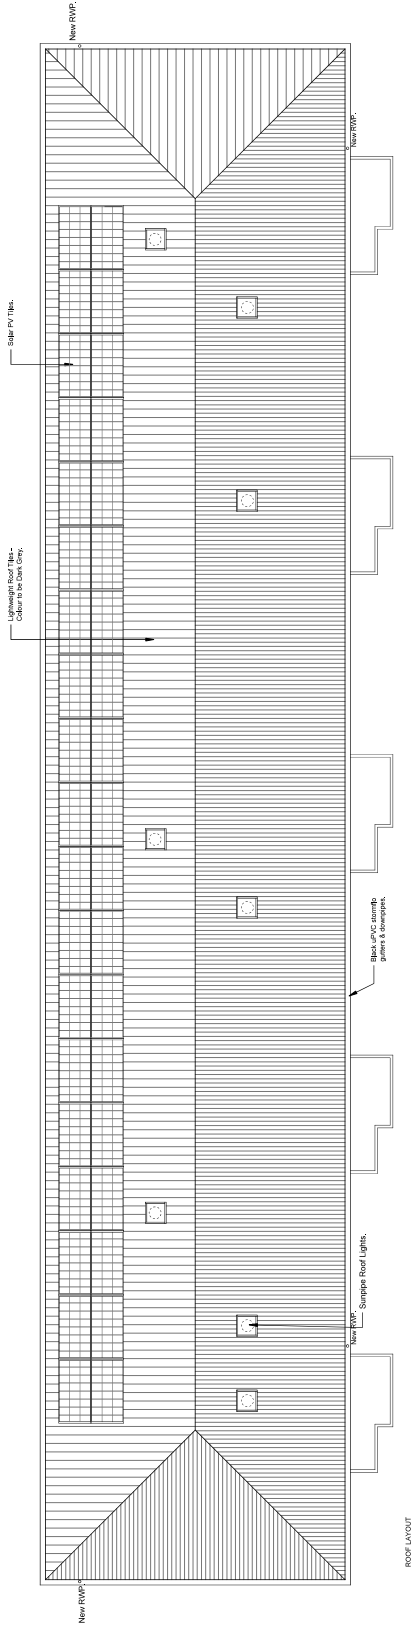 New RWP.
New RWP.
Solar PV Tiles.
Lightweight Roof Tiles –
Colour to be Dark Grey.
Black uPVC stormflo
gutters & downpipes.
Sunpipe Roof Lights.
New RWP.
New RWP.
ROOF LAYOUT